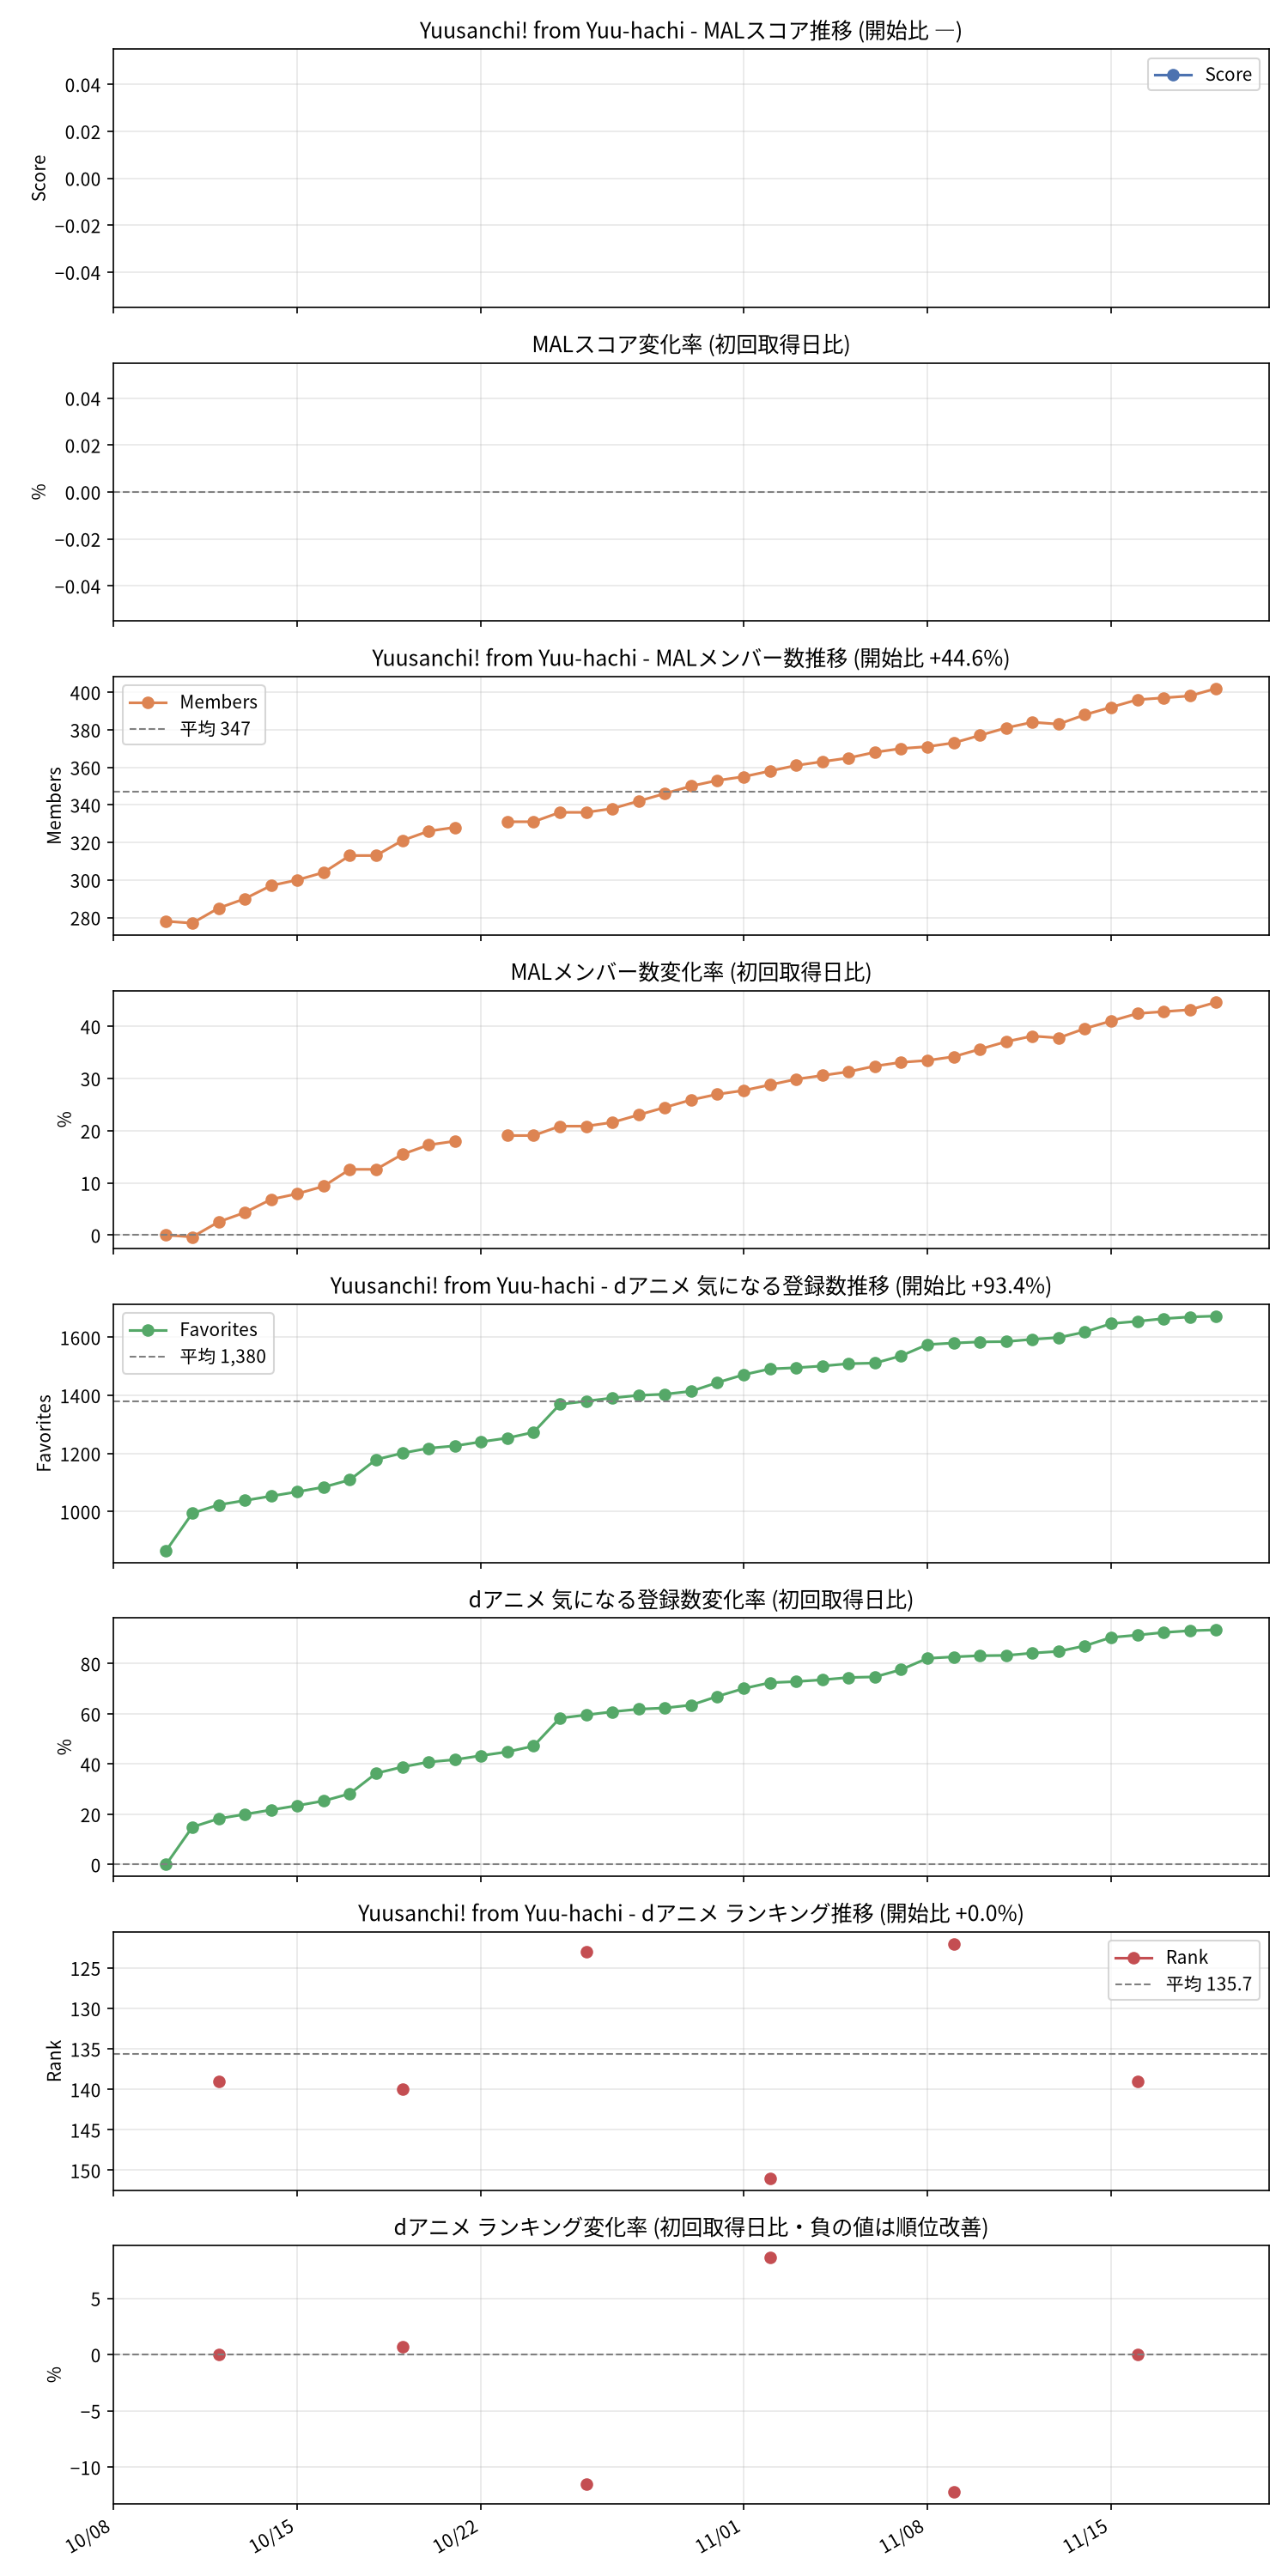 Yuusanchi! from Yuu-hachi - MALスコア推移 (開始比 —)
Score
0.04
0.02
0.00
−0.02
−0.04
Score
MALスコア変化率 (初回取得日比)
0.04
0.02
0.00
−0.02
−0.04
%
Yuusanchi! from Yuu-hachi - MALメンバー数推移 (開始比 +44.6%)
Members
平均 347
400
380
360
340
320
300
280
Members
MALメンバー数変化率 (初回取得日比)
40
30
20
10
0
%
Yuusanchi! from Yuu-hachi - dアニメ 気になる登録数推移 (開始比 +93.4%)
Favorites
平均 1,380
1600
1400
1200
1000
Favorites
dアニメ 気になる登録数変化率 (初回取得日比)
80
60
40
20
0
%
Yuusanchi! from Yuu-hachi - dアニメ ランキング推移 (開始比 +0.0%)
Rank
平均 135.7
125
130
135
140
145
150
Rank
dアニメ ランキング変化率 (初回取得日比・負の値は順位改善)
5
0
−5
−10
%
10/08
10/15
10/22
11/01
11/08
11/15